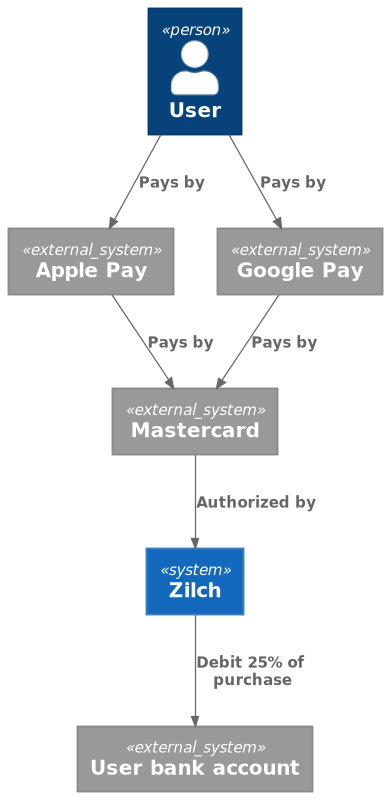 «person»
User
Pays by
Pays by
«external_system»
Apple Pay
«external_system»
Google Pay
Pays by
Pays by
«external_system»
Mastercard
Authorized by
«system»
Zilch
Debit 25% of
purchase
«external_system»
User bank account